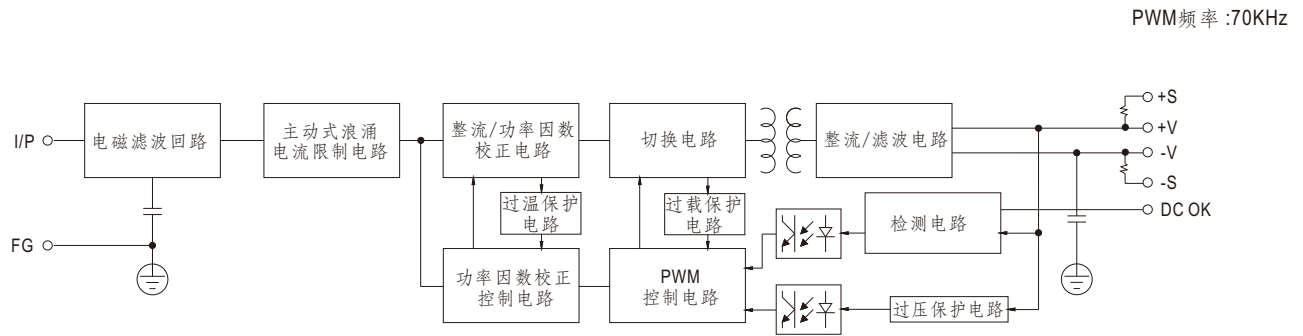 PWM频率 :70KHz
I/P
电磁滤波回路
主动式浪涌
电流限制电路
整流/功率因数
校正电路
切换电路
整流/滤波电路
+S
+V
-V
-S
DC OK
过温保护
电路
过载保护
电路
检测电路
FG
功率因数校正
控制电路
PWM
控制电路
过压保护电路